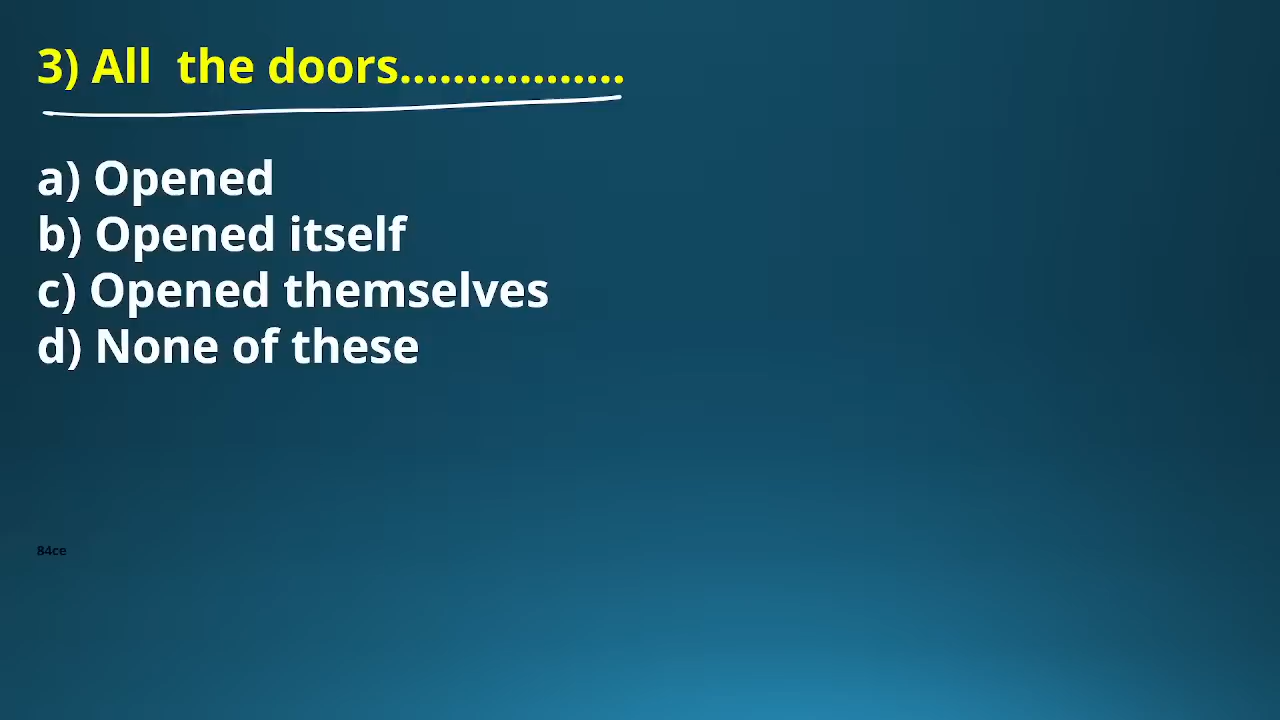 3) All the doors.................
a) Opened
b) Opened itself
c) Opened themselves
d) None of these
84ce